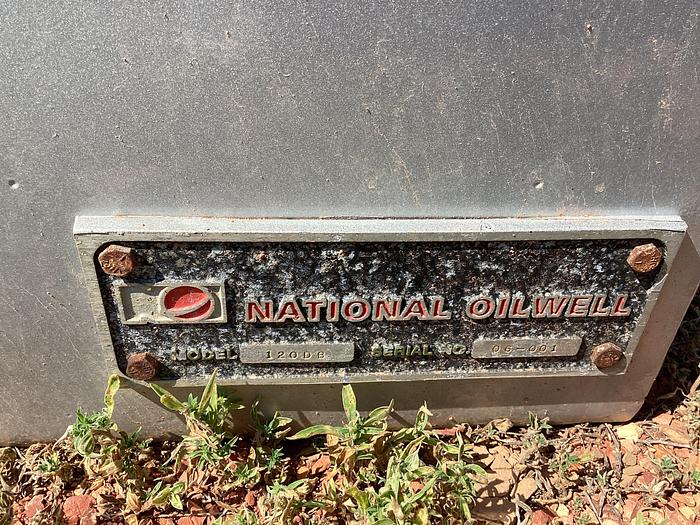 NATIONAL OILWELL
MODEL 120DB SERIAL NO. 06-001